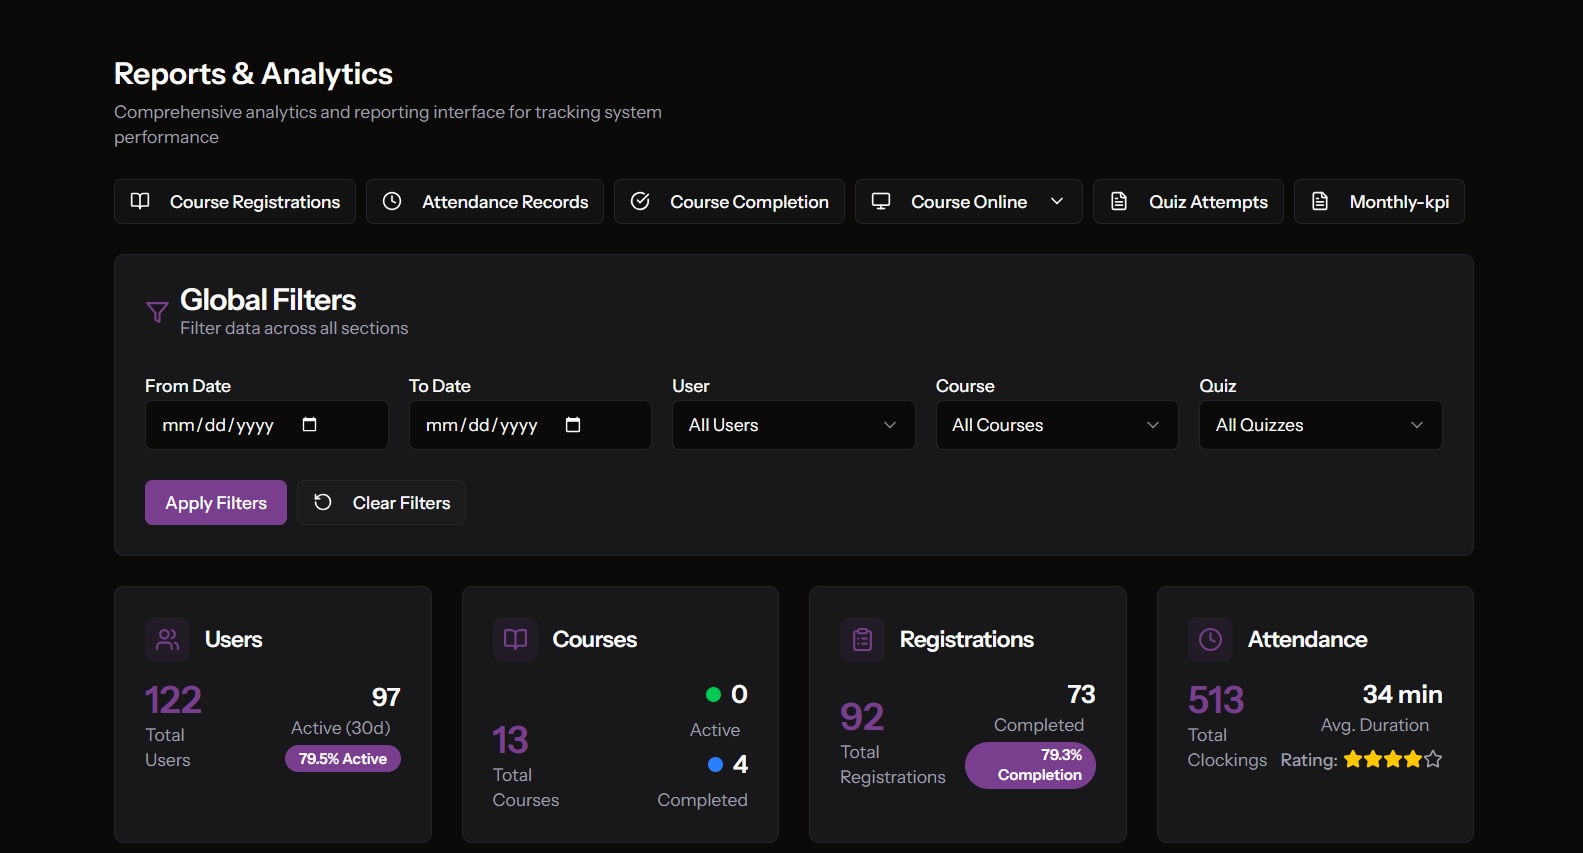 Reports & Analytics
Comprehensive analytics and reporting interface for tracking system
performance
Course Registrations
Attendance Records
Course Completion
Course Online
Quiz Attempts
Monthly-kpi
Global Filters
Filter data across all sections
From Date
To Date
User
Course
Quiz
mm/dd/yyyy
mm/dd/yyyy
All Users
All Courses
All Quizzes
Apply Filters
Clear Filters
Users
122
Total
Users
97
Active (30d)
79.5% Active
Courses
13
Total
Courses
0
Active
4
Completed
Registrations
92
Total
Registrations
73
Completed
79.3%
Completion
Attendance
513
Total
Clockings
34 min
Avg. Duration
Rating: